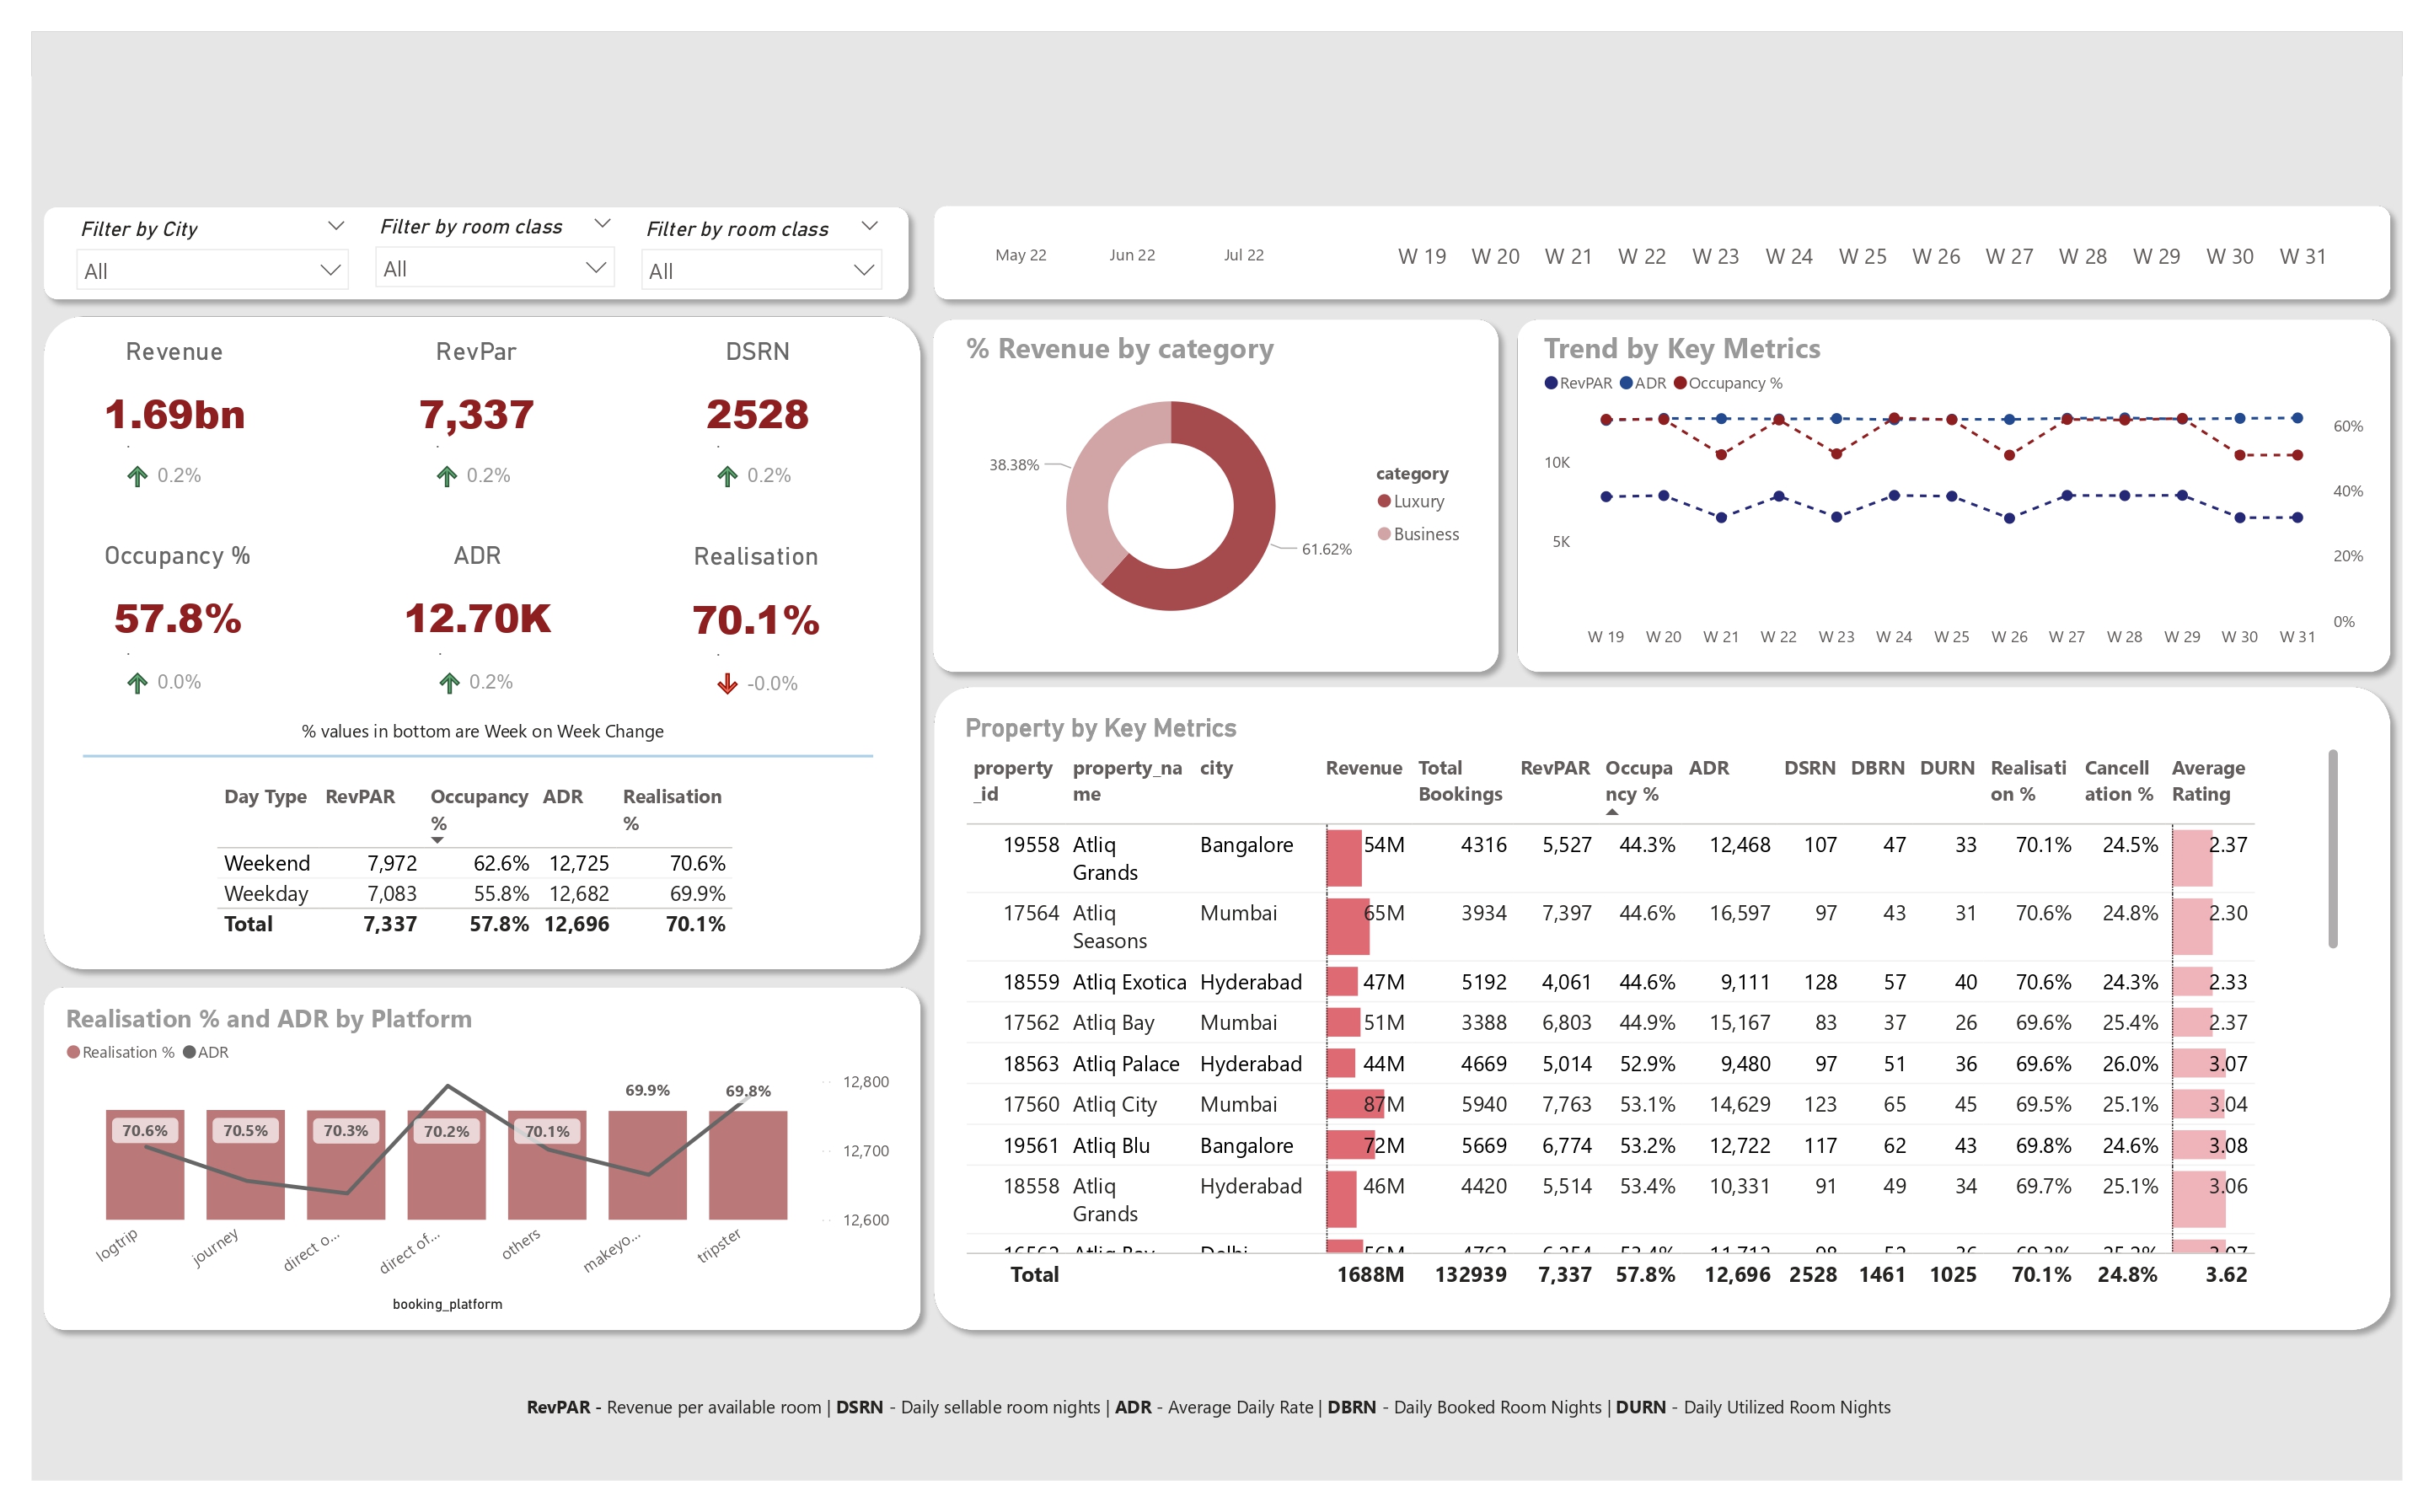 Filter by City
Filter by room class
Filter by room class
All
All
All
May 22 Jun 22 Jul 22
W 19 W 20 W 21 W 22 W 23 W 24 W 25 W 26 W 27 W 28 W 29 W 30 W 31
Revenue RevPar DSRN
1.69bn 7,337 2528
0.2% 0.2% 0.2%
Occupancy % ADR Realisation
57.8% 12.70K 70.1%
0.0% 0.2% -0.0%
% values in bottom are Week on Week Change
Day Type RevPAR Occupancy % ADR Realisation %
Weekend 7,972 62.6% 12,725 70.6%
Weekday 7,083 55.8% 12,682 69.9%
Total 7,337 57.8% 12,696 70.1%
Realisation % and ADR by Platform
Realisation % ADR
70.6% 70.5% 70.3% 70.2% 70.1% 69.9% 69.8%
12,800
12,700
12,600
logtrip journey direct o... direct of... others makeyo... tripster
booking_platform
% Revenue by category
38.38%
61.62%
category
Luxury
Business
Trend by Key Metrics
RevPAR ADR Occupancy %
10K
5K
60%
40%
20%
0%
W 19 W 20 W 21 W 22 W 23 W 24 W 25 W 26 W 27 W 28 W 29 W 30 W 31
Property by Key Metrics
property city Revenue Total RevPAR Occupa ADR DSRN DBRN DURN Realisati Cancell Average
property_na
_id me Bookings ncy % on % ation % Rating
19558 Atliq Bangalore 54M 4316 5,527 44.3% 12,468 107 47 33 70.1% 24.5% 2.37
Grands
17564 Atliq Mumbai 65M 3934 7,397 44.6% 16,597 97 43 31 70.6% 24.8% 2.30
Seasons
18559 Atliq Exotica Hyderabad 47M 5192 4,061 44.6% 9,111 128 57 40 70.6% 24.3% 2.33
17562 Atliq Bay Mumbai 51M 3388 6,803 44.9% 15,167 83 37 26 69.6% 25.4% 2.37
18563 Atliq Palace Hyderabad 44M 4669 5,014 52.9% 9,480 97 51 36 69.6% 26.0% 3.07
17560 Atliq City Mumbai 87M 5940 7,763 53.1% 14,629 123 65 45 69.5% 25.1% 3.04
19561 Atliq Blu Bangalore 72M 5669 6,774 53.2% 12,722 117 62 43 69.8% 24.6% 3.08
18558 Atliq Hyderabad 46M 4420 5,514 53.4% 10,331 91 49 34 69.7% 25.1% 3.06
Grands
Total 1688M 132939 7,337 57.8% 12,696 2528 1461 1025 70.1% 24.8% 3.62
RevPAR - Revenue per available room | DSRN - Daily sellable room nights | ADR - Average Daily Rate | DBRN - Daily Booked Room Nights | DURN - Daily Utilized Room Nights